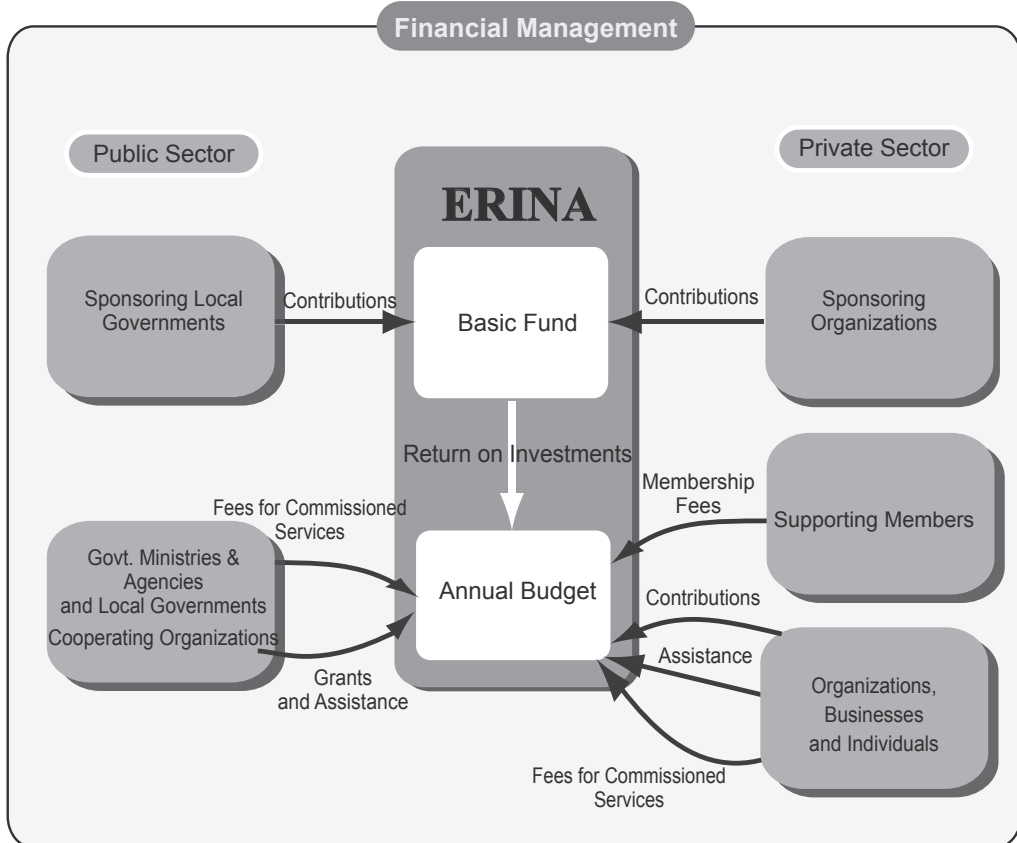 Financial Management
Public Sector
Private Sector
ERINA
Sponsoring Local
Governments
Contributions
Basic Fund
Contributions
Sponsoring
Organizations
Return on Investments
Fees for Commissioned
Services
Govt. Ministries &
Agencies
and Local Governments
Cooperating Organizations
Grants
and Assistance
Annual Budget
Membership
Fees
Supporting Members
Contributions
Assistance
Organizations,
Businesses
and Individuals
Fees for Commissioned
Services